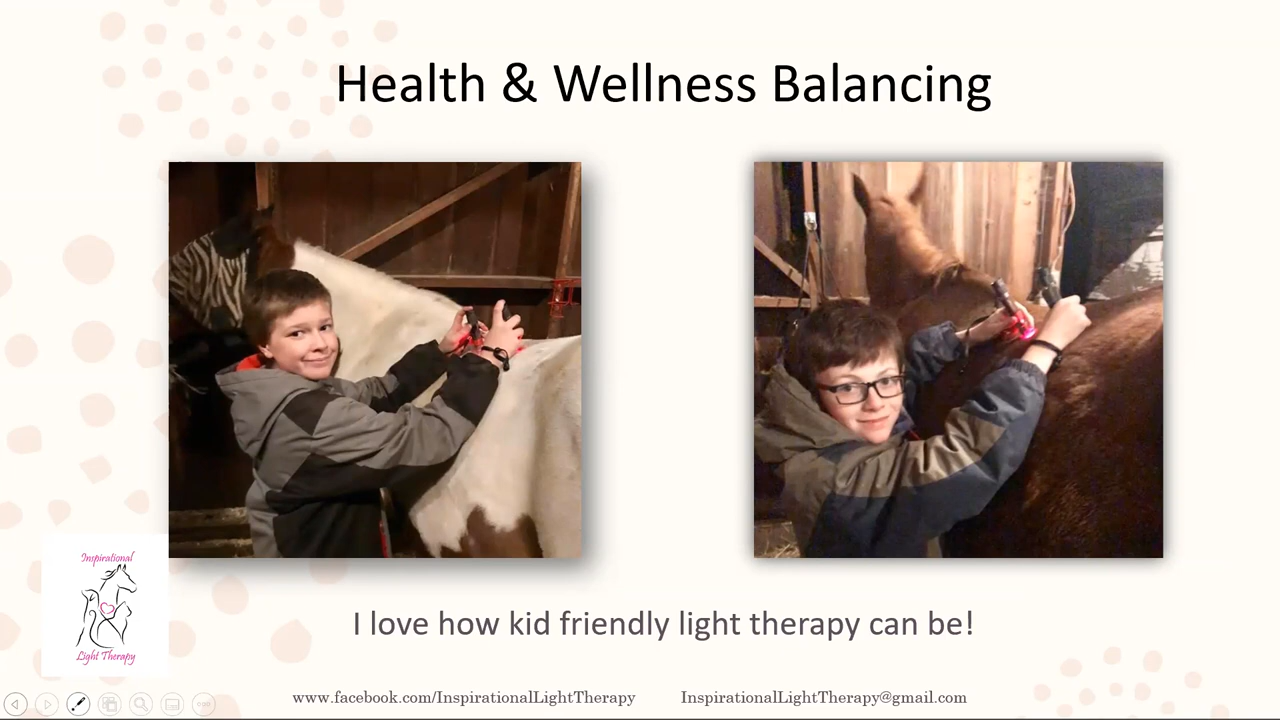 Health & Wellness Balancing
I love how kid friendly light therapy can be!
Inspirational
Light Therapy
www.facebook.com/InspirationalLightTherapy
InspirationalLightTherapy@gmail.com